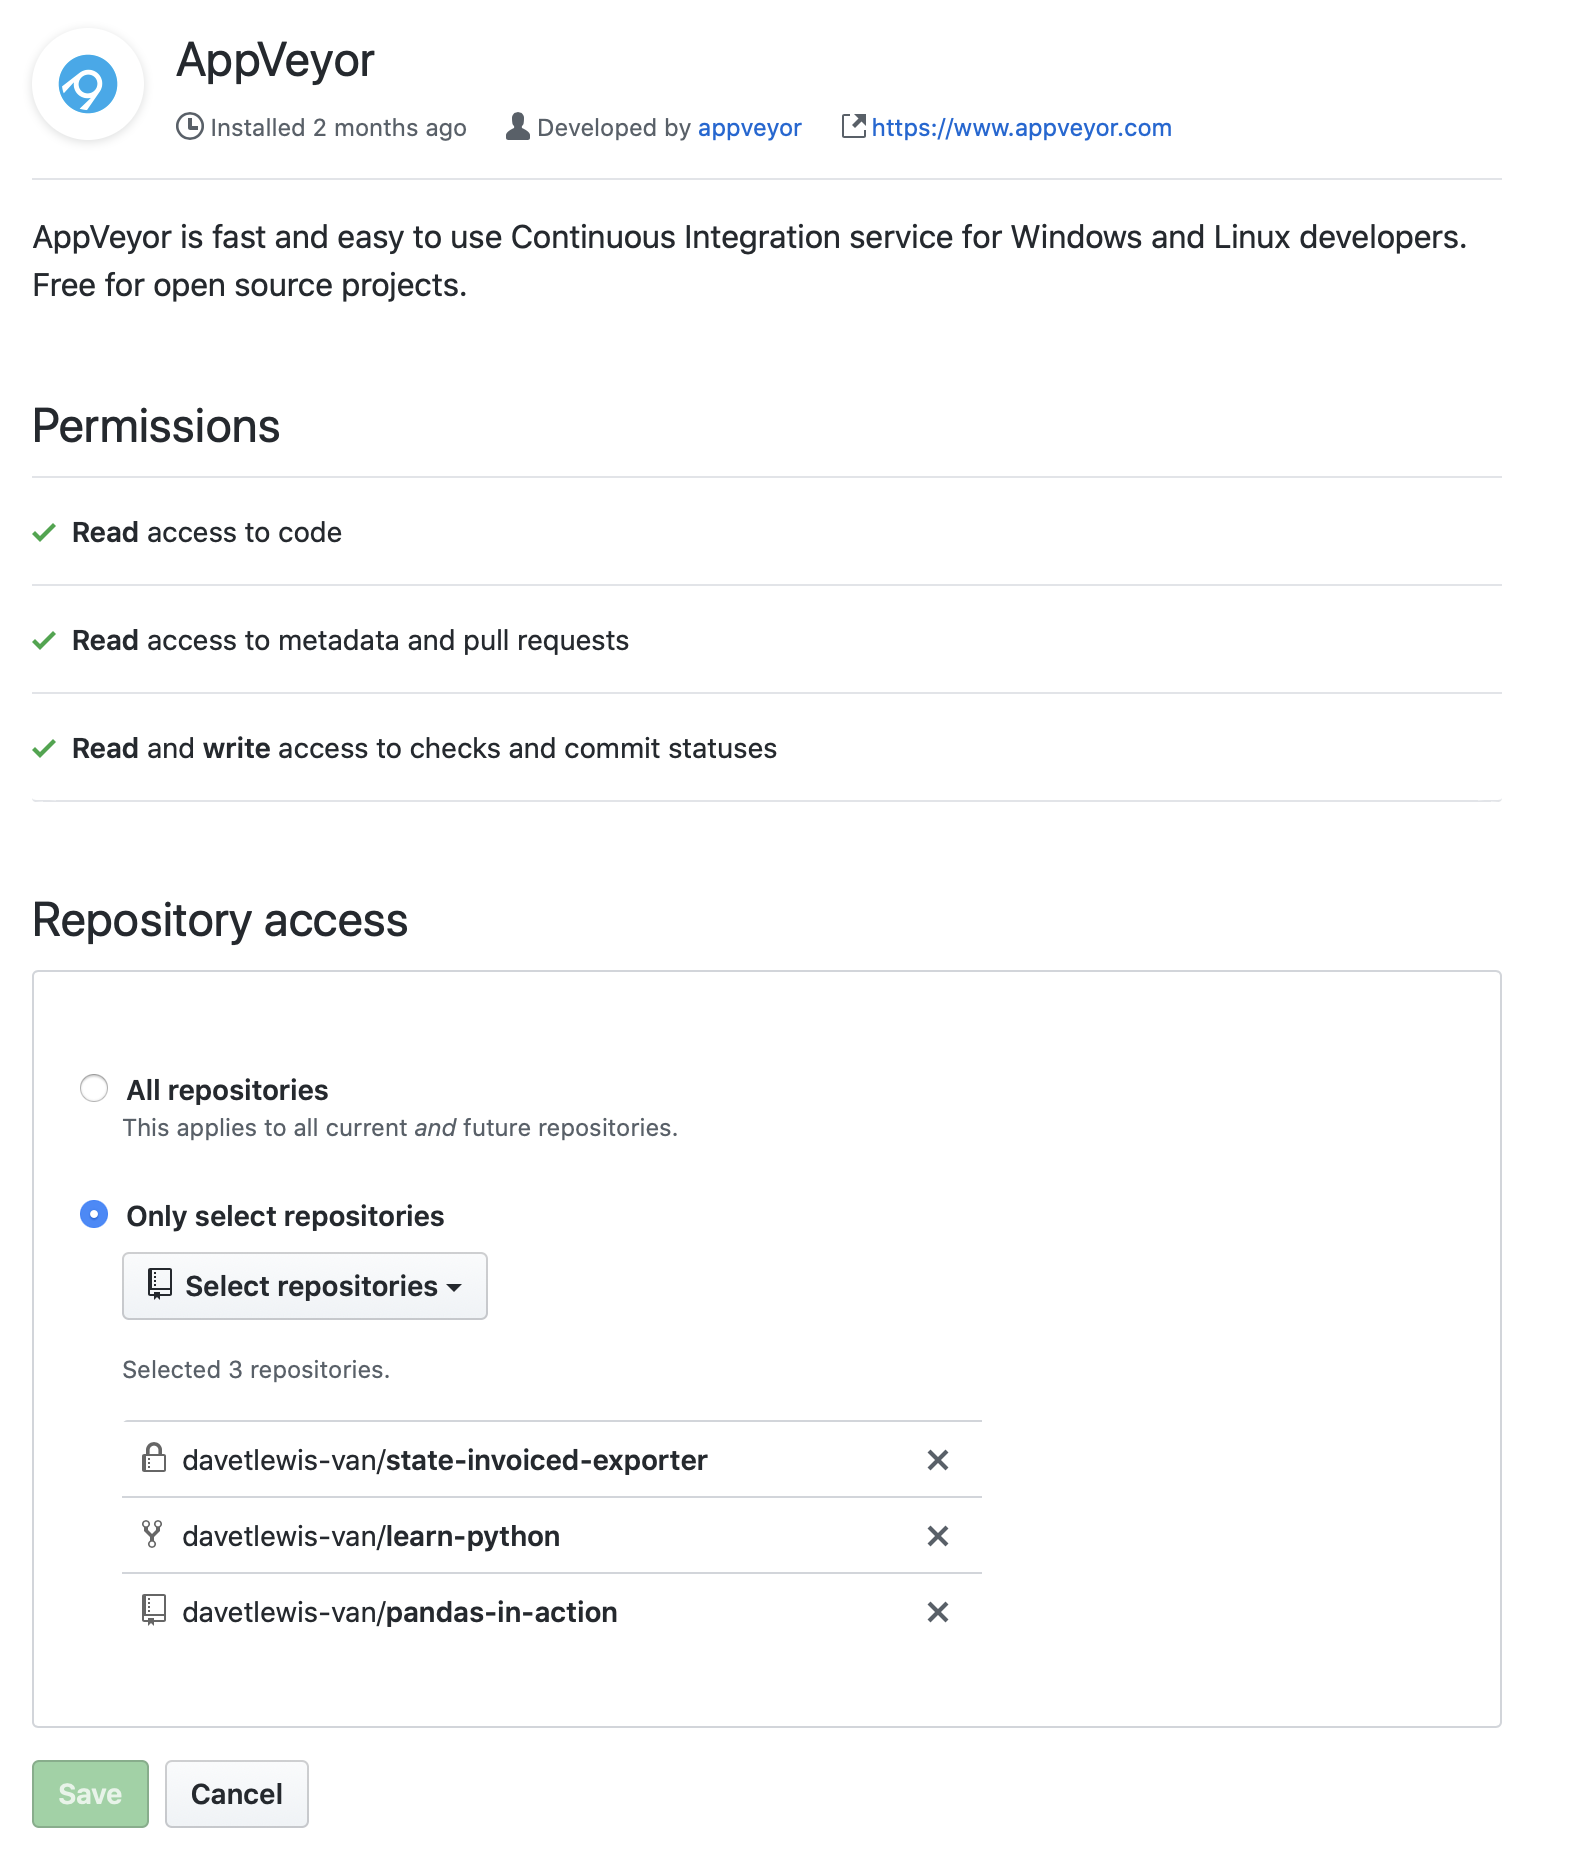 AppVeyor
Installed 2 months ago Developed by appveyor https://www.appveyor.com
AppVeyor is fast and easy to use Continuous Integration service for Windows and Linux developers.
Free for open source projects.
Permissions
Read access to code
Read access to metadata and pull requests
Read and write access to checks and commit statuses
Repository access
All repositories
This applies to all current and future repositories.
Only select repositories
Select repositories
Selected 3 repositories.
davetlewis-van/state-invoiced-exporter
davetlewis-van/learn-python
davetlewis-van/pandas-in-action
Save Cancel